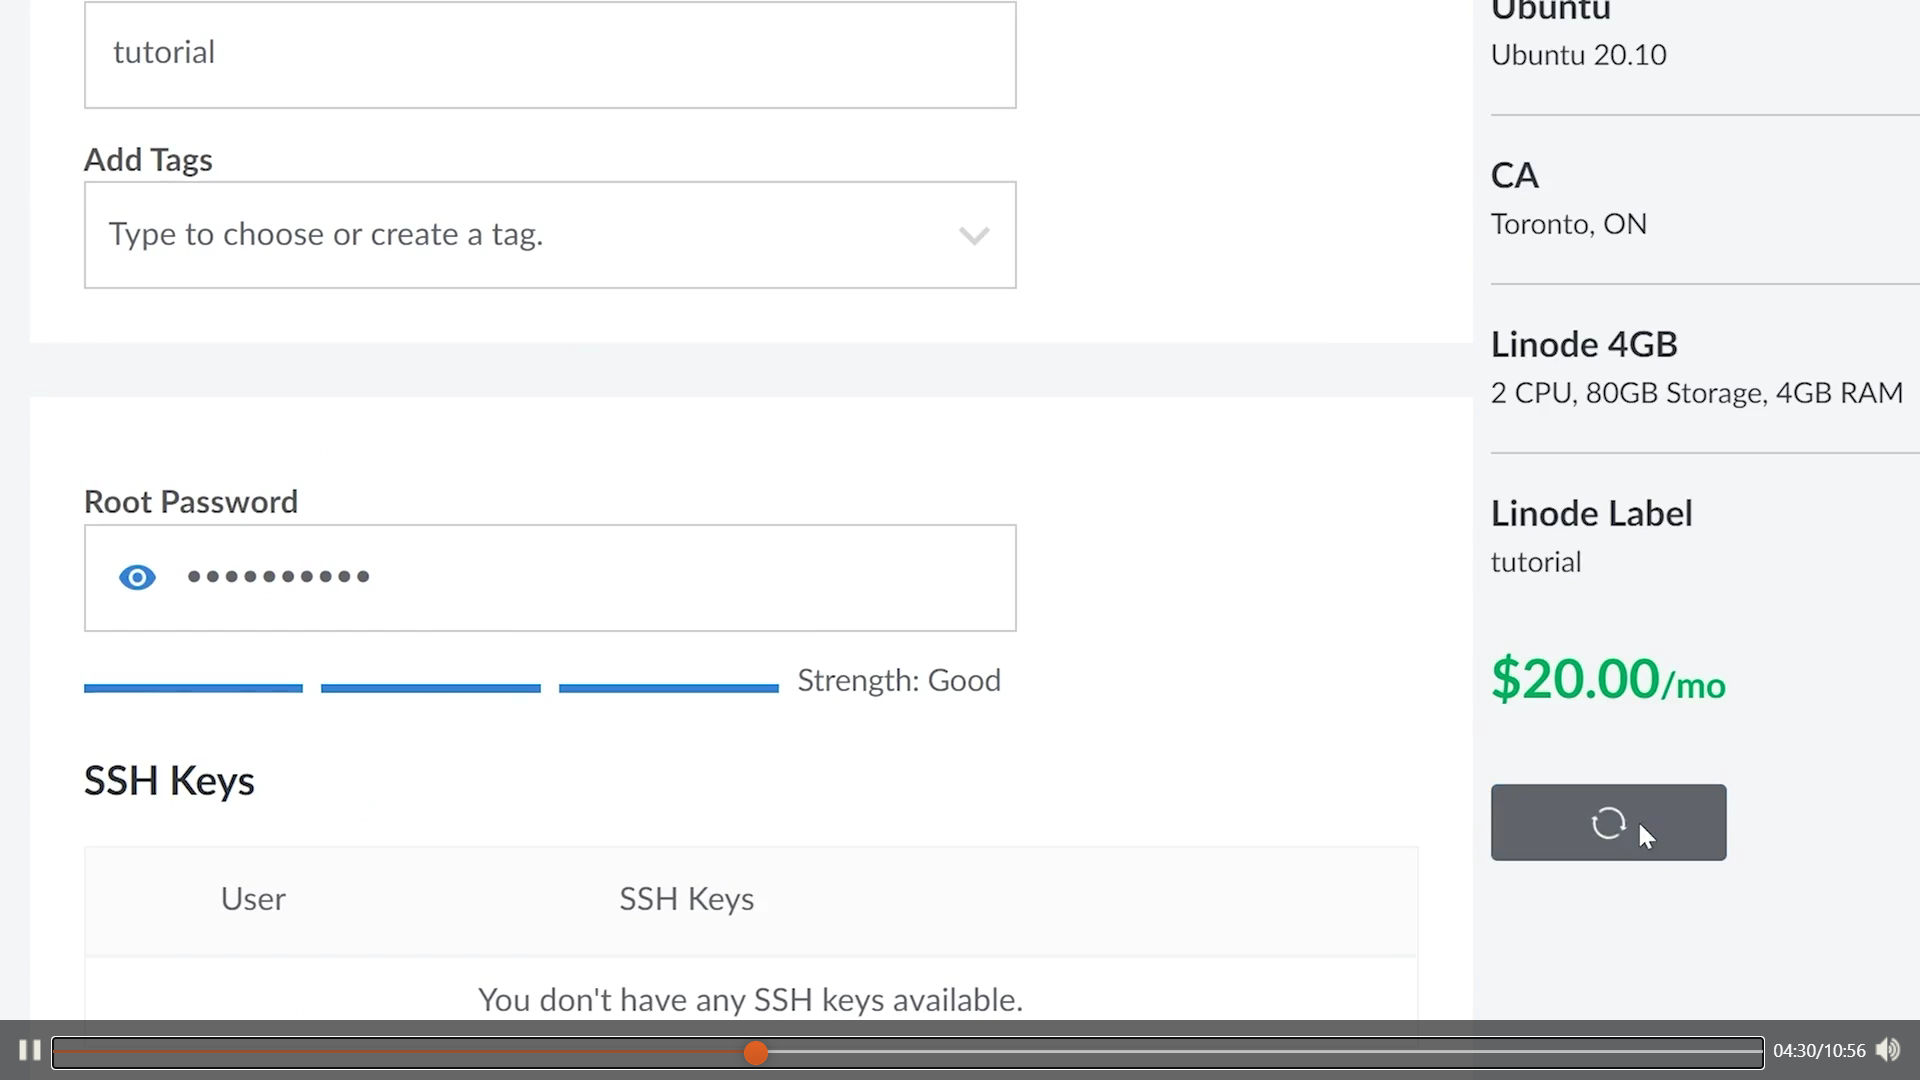 tutorial
Add Tags
Type to choose or create a tag.
Root Password
••••••••••
Strength: Good
SSH Keys
User
SSH Keys
You don't have any SSH keys available.
Ubuntu
Ubuntu 20.10
CA
Toronto, ON
Linode 4GB
2 CPU, 80GB Storage, 4GB RAM
Linode Label
tutorial
$20.00/mo
04:30/10:56